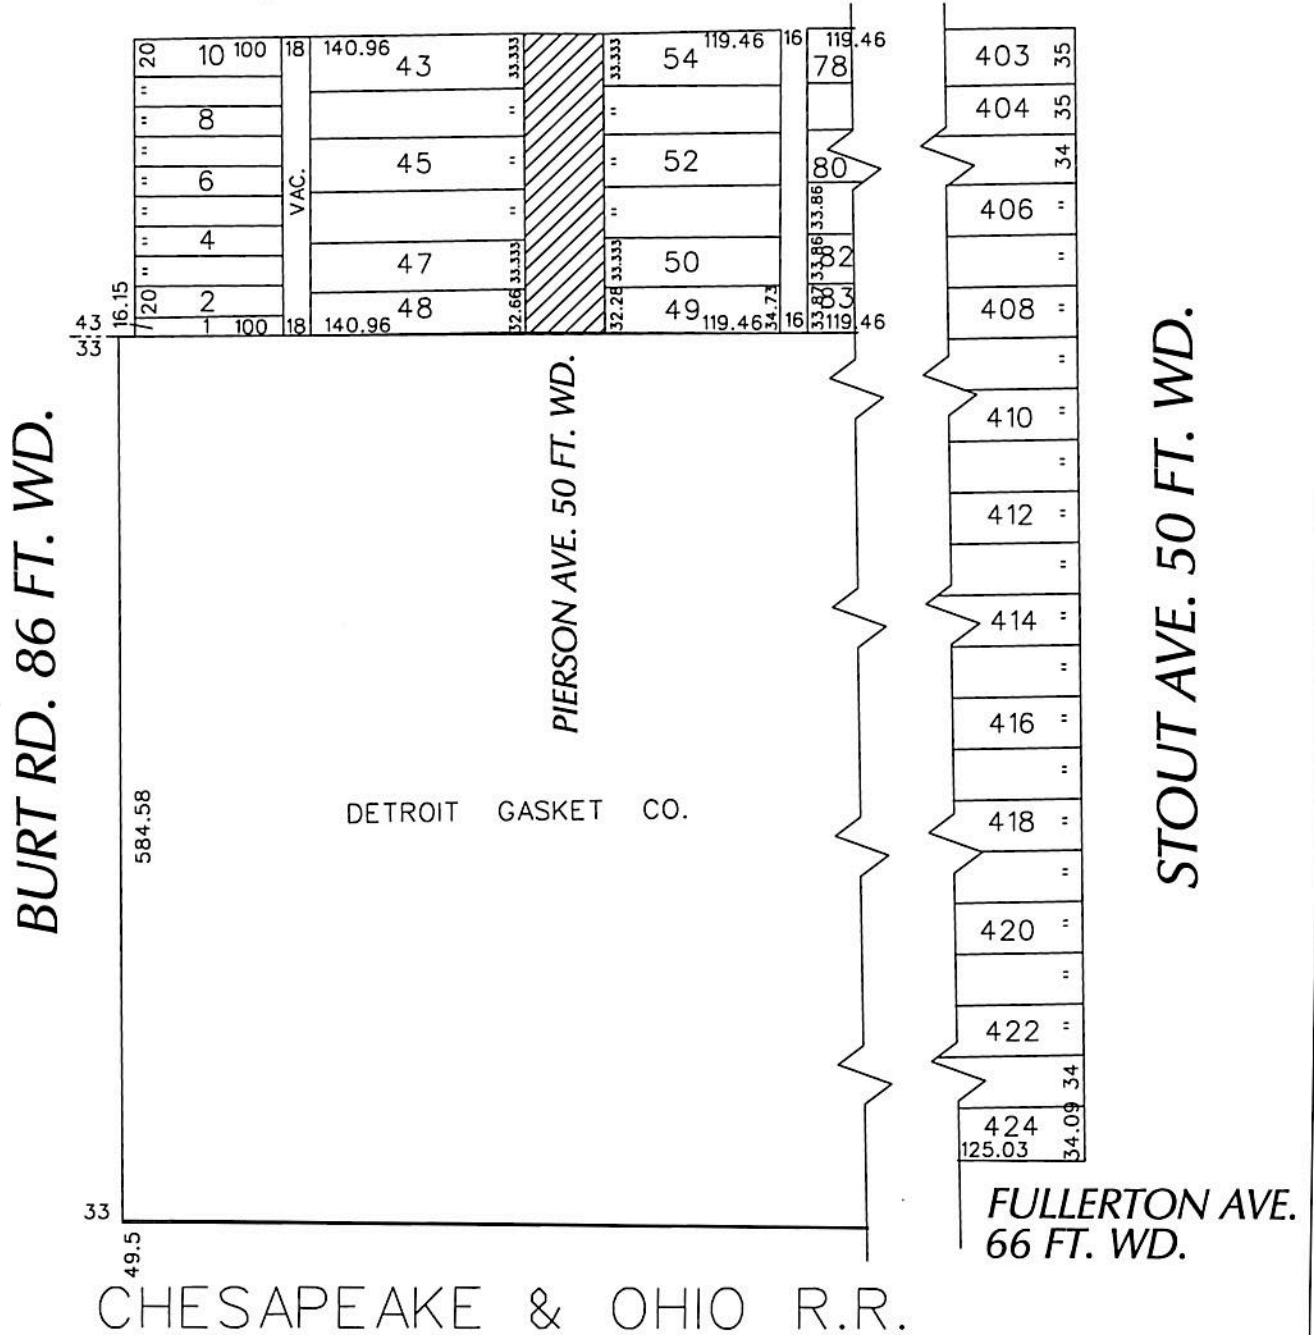 20 10 100 18 140.96 43 33.333 33.333 54 119.46 16 119.46 78
403 35
" " " 404 35
" 8
" 45 " " 52 80 34
" 6 VAC. 33.86 406 "
" " " "
" 4 33.86
" 47 33.333 33.333 50 82
16.15 20 2 48 32.66 32.28 49 34.73 33.87 83 408 "
43 17 1 100 18 140.96 119.46 16 119.46
33
"
410 "
"
412 "
"
414 "
"
416 "
"
418 "
"
420 "
"
422 "
34
424 34.09
125.03
BURT RD. 86 FT. WD.
PIERSON AVE. 50 FT. WD.
STOUT AVE. 50 FT. WD.
584.58
DETROIT GASKET CO.
33
49.5
FULLERTON AVE.
66 FT. WD.
CHESAPEAKE & OHIO R.R.